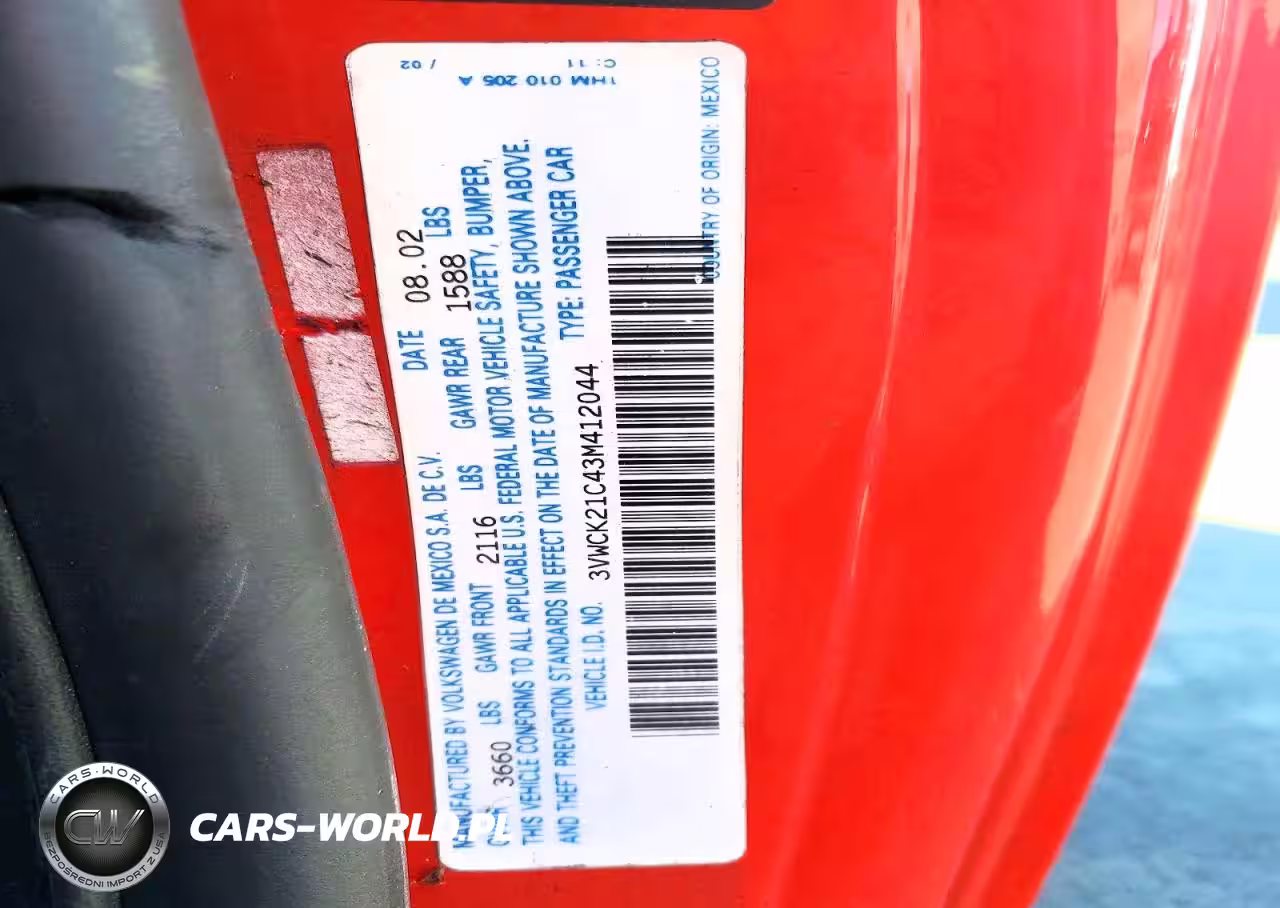 MANUFACTURED BY VOLKSWAGEN DE MEXICO S.A. DE C.V. DATE 08.02
GVWR 3660 LBS GAWR FRONT 2116 LBS GAWR REAR 1588 LBS
THIS VEHICLE CONFORMS TO ALL APPLICABLE U.S. FEDERAL MOTOR VEHICLE SAFETY, BUMPER,
AND THEFT PREVENTION STANDARDS IN EFFECT ON THE DATE OF MANUFACTURE SHOWN ABOVE.
VEHICLE I.D. NO. 3VWCK21C43M412044 TYPE: PASSENGER CAR
COUNTRY OF ORIGIN: MEXICO
1HM 010 205 A
/ 02
CARS-WORLD
CW
BEZPOŚREDNI IMPORT Z USA
CARS-WORLD.PL